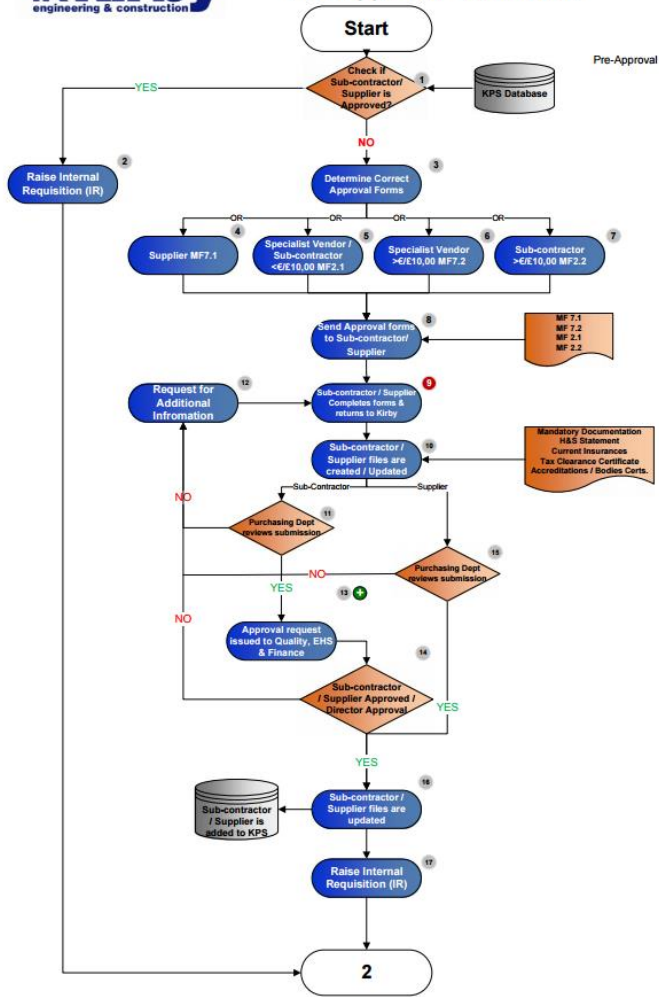 engineering & construction
Start
Pre-Approval
Check if
Sub-contractor/
Supplier is
Approved?
1
KPS Database
YES
NO
2
Raise Internal
Requisition (IR)
3
Determine Correct
Approval Forms
OR
OR
OR
OR
4
Supplier MF7.1
5
Specialist Vendor /
Sub-contractor
<€/£10,00 MF2.1
6
Specialist Vendor
>€/£10,00 MF7.2
7
Sub-contractor
>€/£10,00 MF2.2
8
Send Approval forms
to Sub-contractor/
Supplier
MF 7.1
MF 7.2
MF 2.1
MF 2.2
12
Request for
Additional
Infromation
9
Sub-contractor / Supplier
Completes forms &
returns to Kirby
10
Sub-contractor /
Supplier files are
created / Updated
Mandatory Documentation
H&S Statement
Current Insurances
Tax Clearance Certificate
Accreditations / Bodies Certs.
Sub-Contractor
Supplier
NO
11
Purchasing Dept
reviews submission
15
Purchasing Dept
reviews submission
NO
YES
13
NO
Approval request
issued to Quality, EHS
& Finance
14
Sub-contractor
/ Supplier Approved /
Director Approval
YES
YES
16
Sub-contractor /
Supplier files are
updated
Sub-contractor
/ Supplier is
added to KPS
17
Raise Internal
Requisition (IR)
2